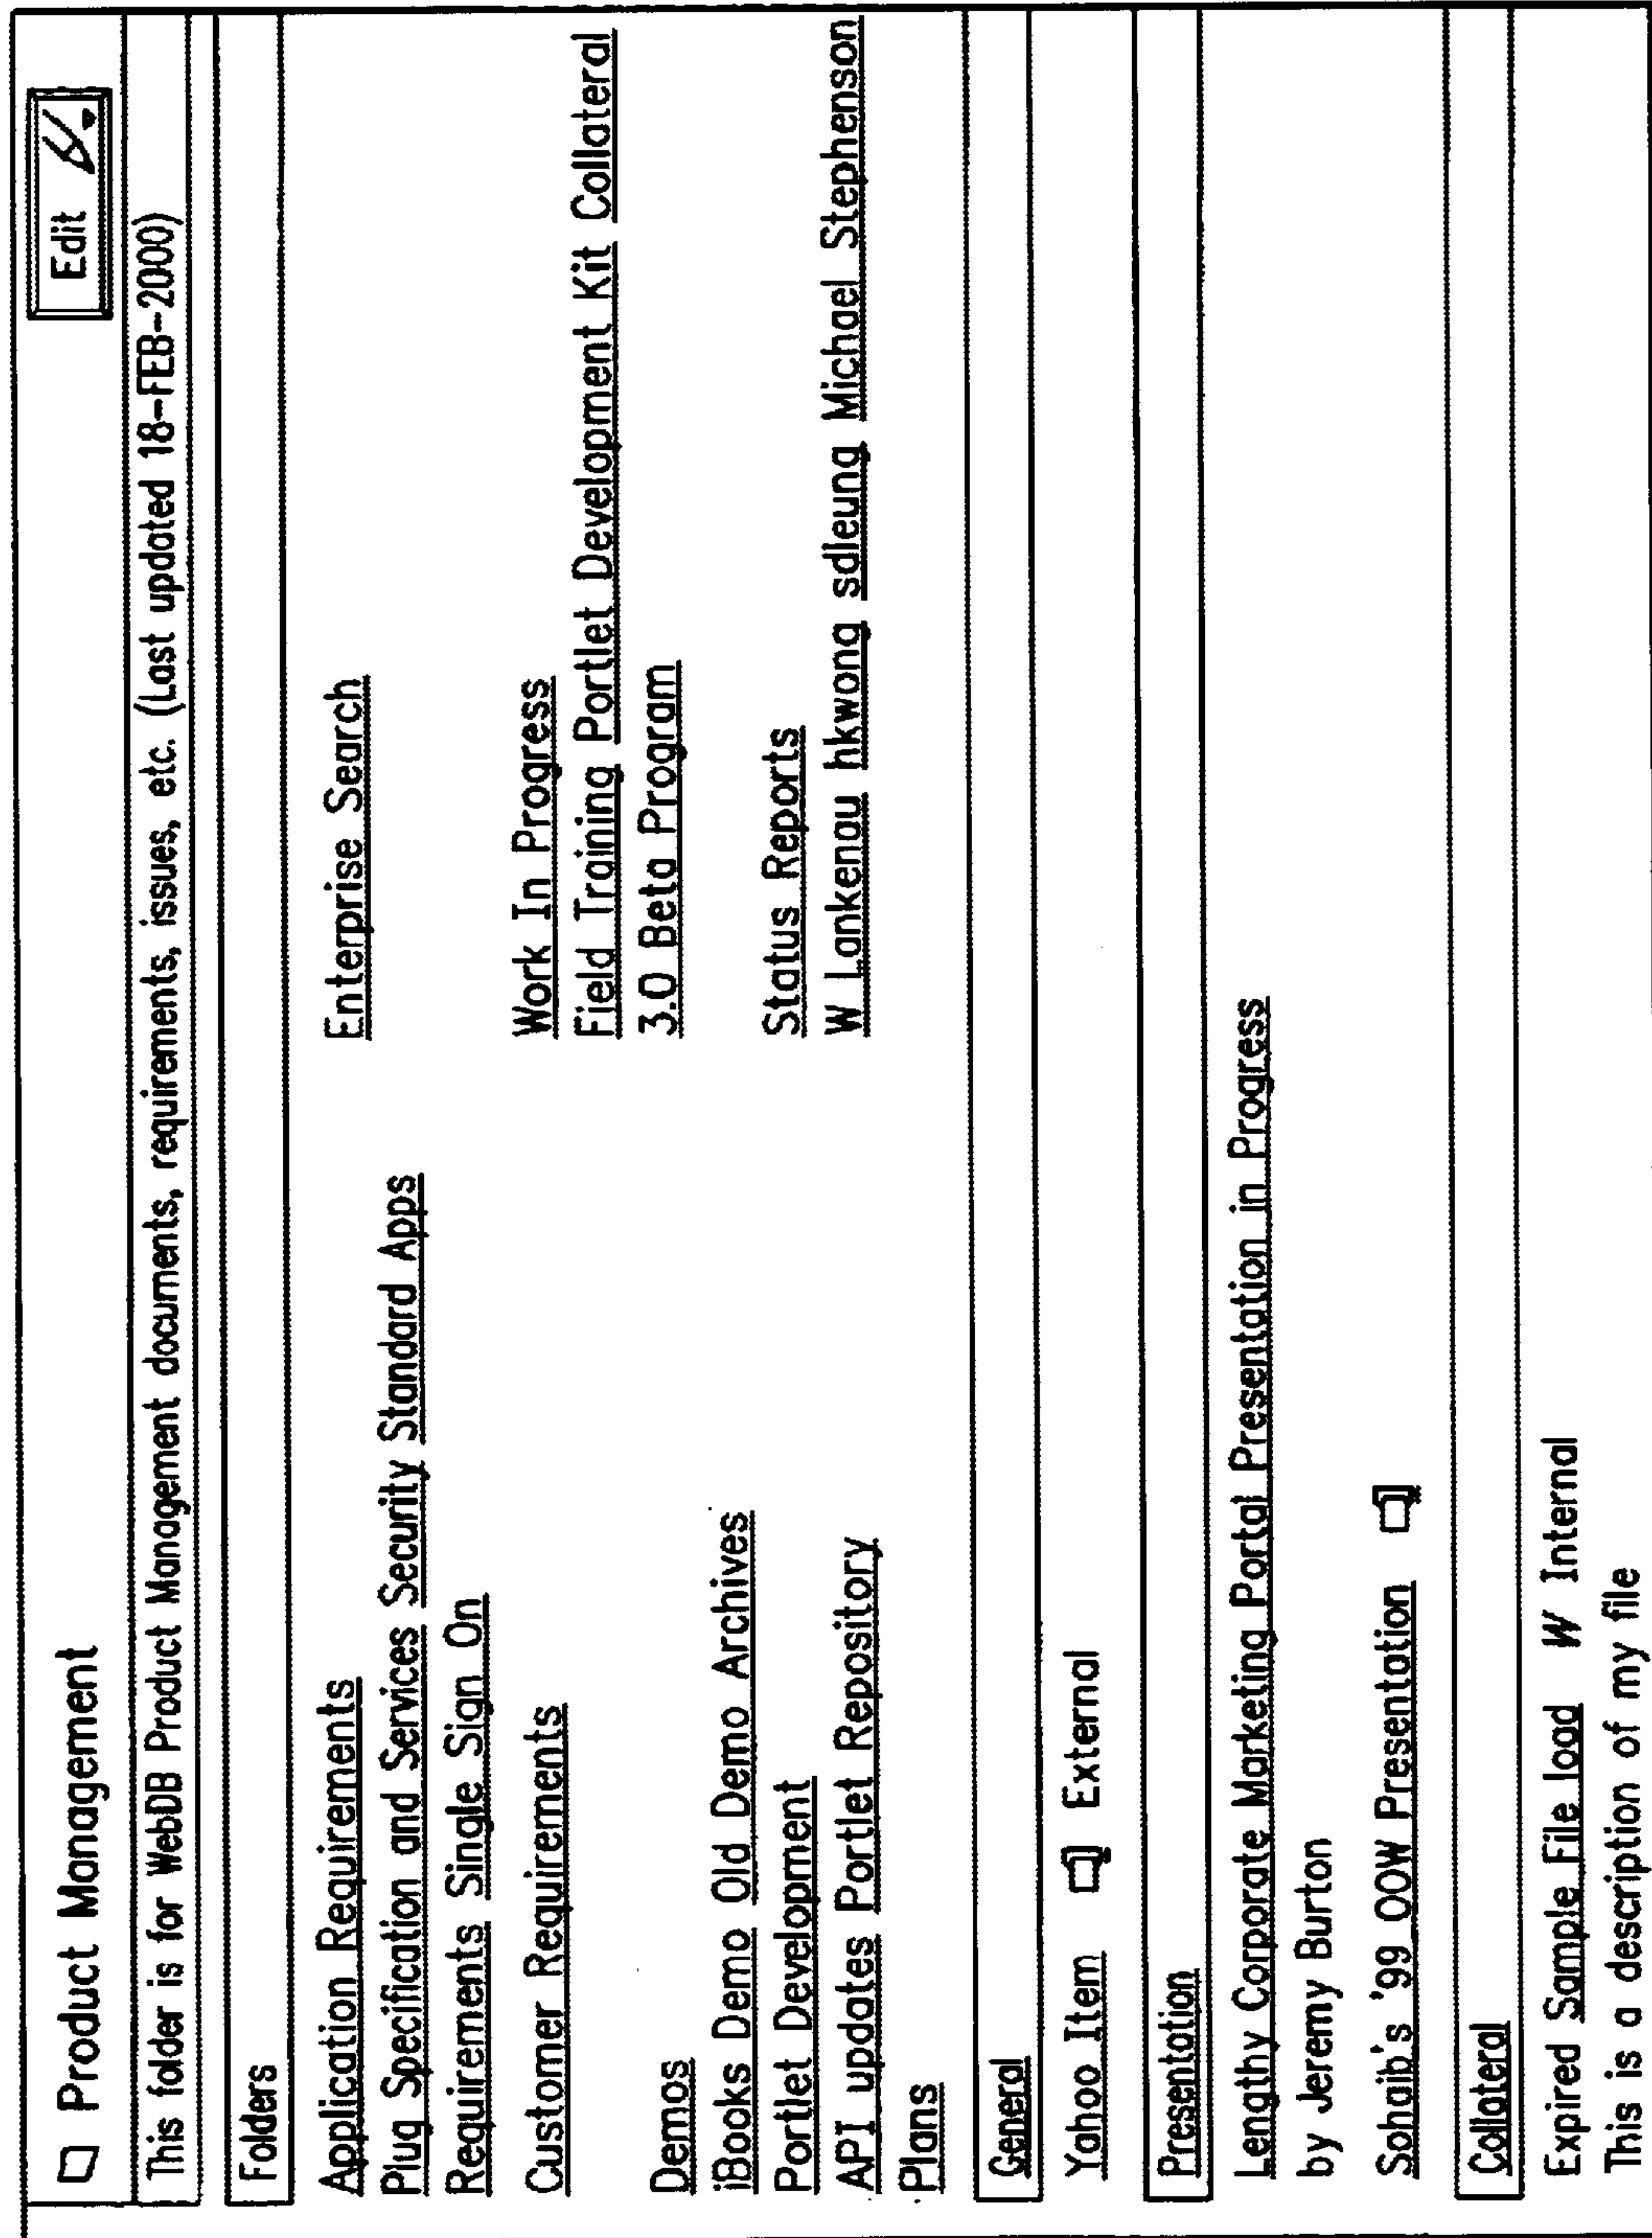 Product Management
Edit
This folder is for WebDB Product Management documents, requirements, issues, etc. (Last updated 18-FEB-2000)
Folders
Application Requirements
Plug Specification and Services Security Standard Apps
Requirements Single Sign On
Customer Requirements
Demos
iBooks Demo Old Demo Archives
Portlet Development
API updates Portlet Repository
Plans
Enterprise Search
Work In Progress
Field Training Portlet Development Kit Collateral
3.0 Beta Program
Status Reports
W Lankenau hkwong sdleung Michael Stephenson
General
Yahoo Item External
Presentation
Lengthy Corporate Marketing Portal Presentation in Progress
by Jeremy Burton
Sohaib's '99 OOW Presentation
Collateral
Expired Sample File load W Internal
This is a description of my file